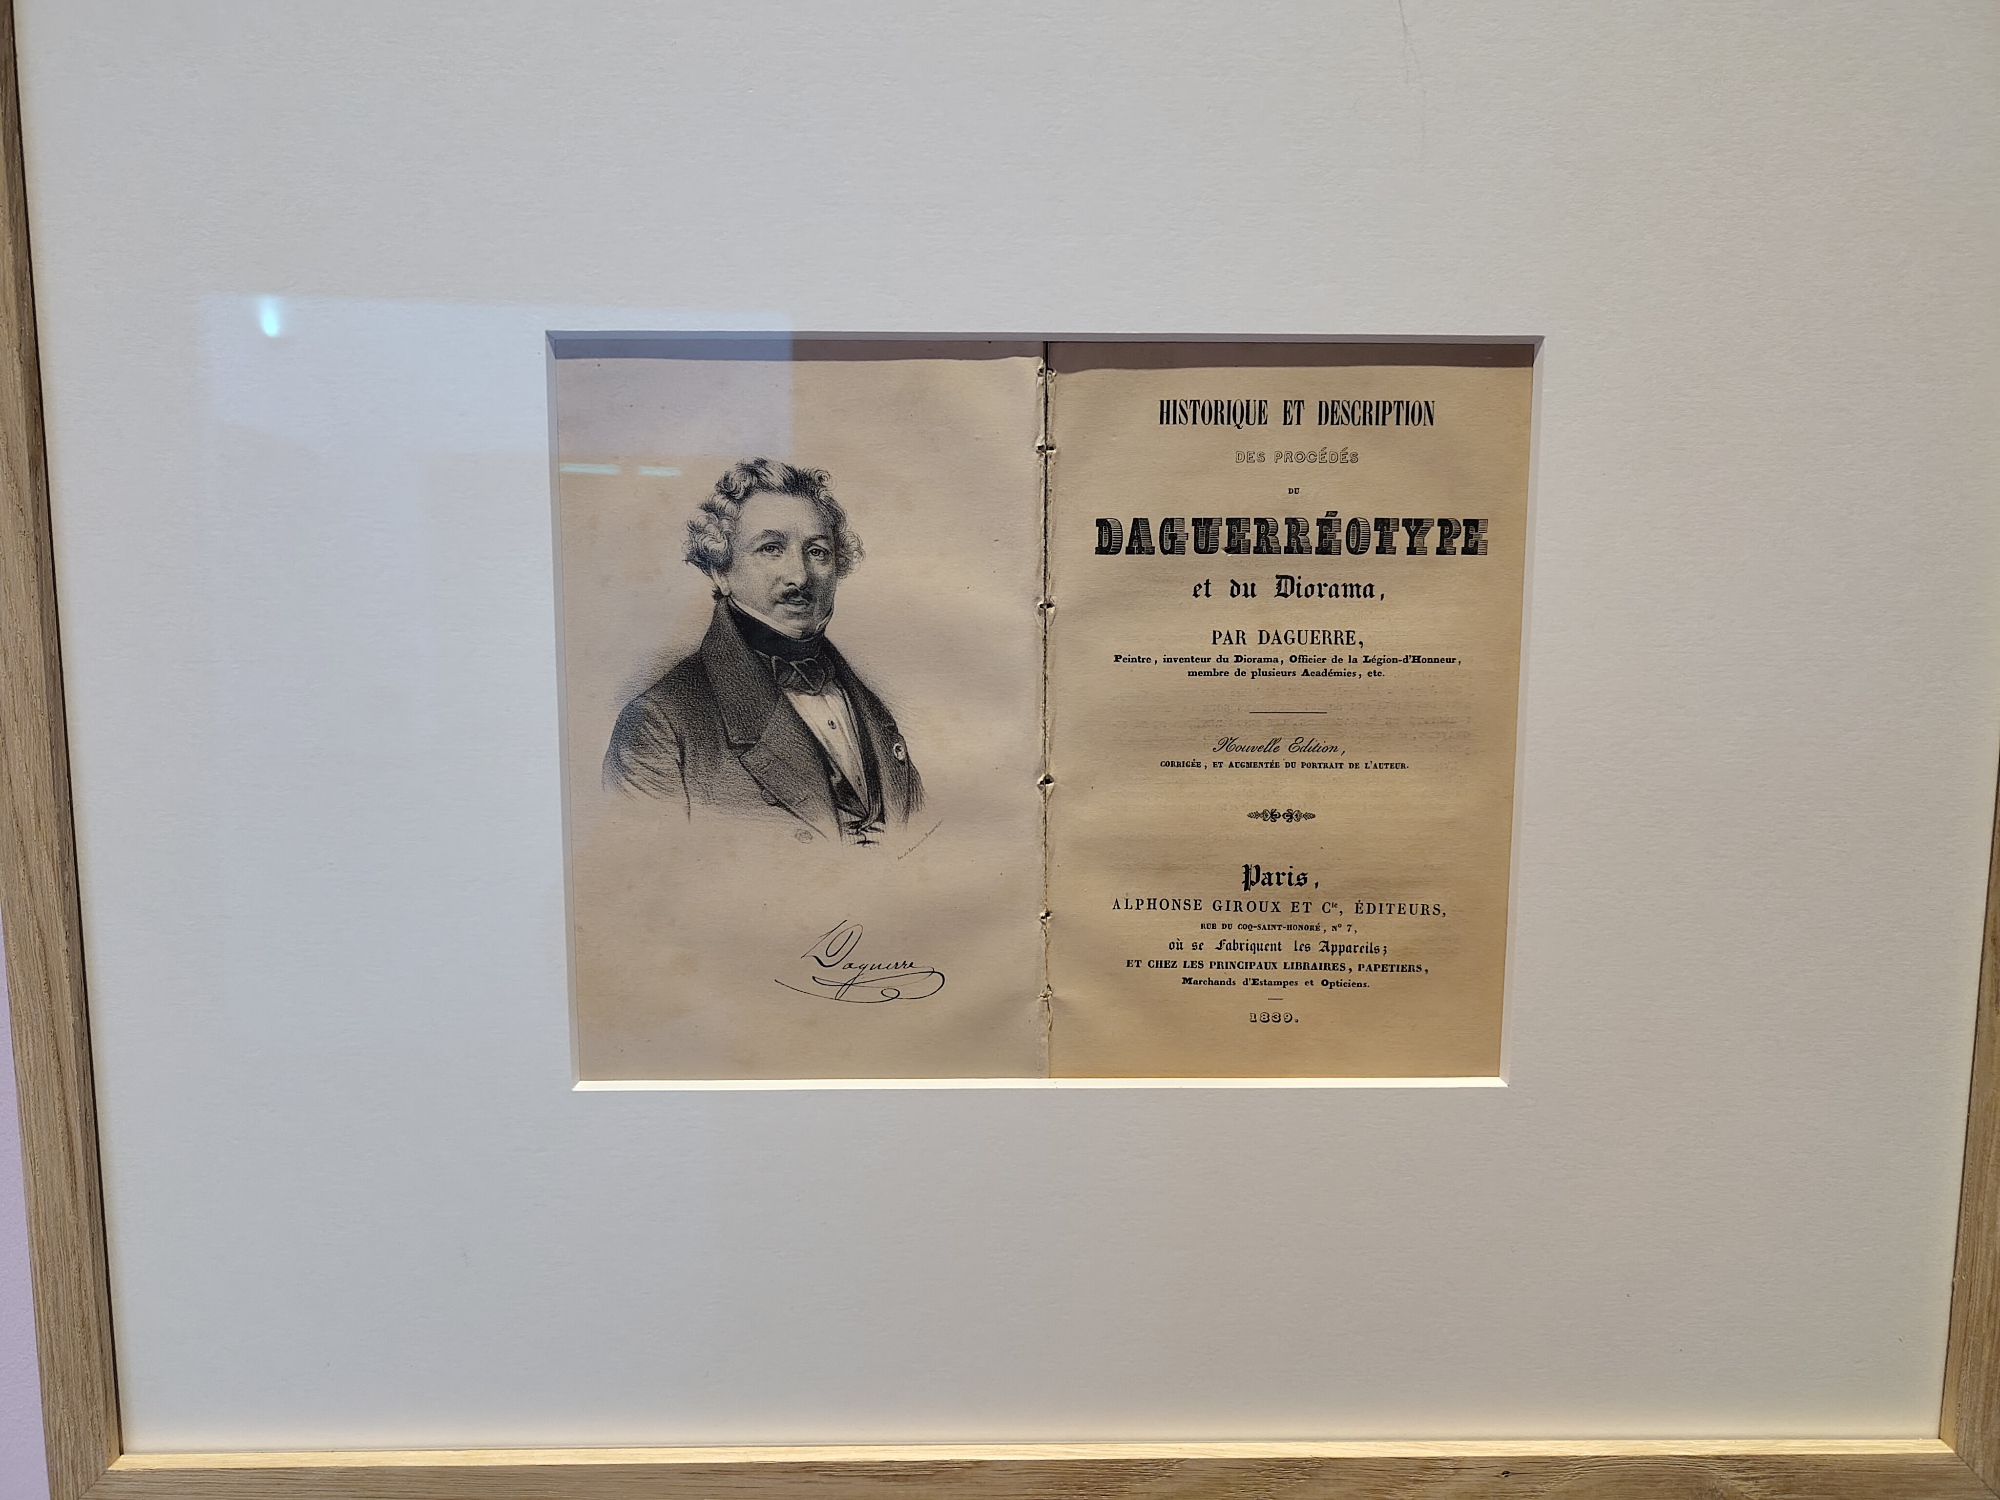 Daguerre
HISTORIQUE ET DESCRIPTION
DES PROCÉDÉS
DU
DAGUERRÉOTYPE
et du Diorama,
PAR DAGUERRE,
Peintre, inventeur du Diorama, Officier de la Légion-d'Honneur,
membre de plusieurs Académies, etc.
Nouvelle Edition,
CORRIGÉE, ET AUGMENTÉE DU PORTRAIT DE L'AUTEUR.
Paris,
ALPHONSE GIROUX ET Cie, ÉDITEURS,
RUE DU COQ-SAINT-HONORÉ, N° 7,
où se Fabriquent les Appareils;
ET CHEZ LES PRINCIPAUX LIBRAIRES, PAPETIERS,
Marchands d'Estampes et Opticiens.
1839.